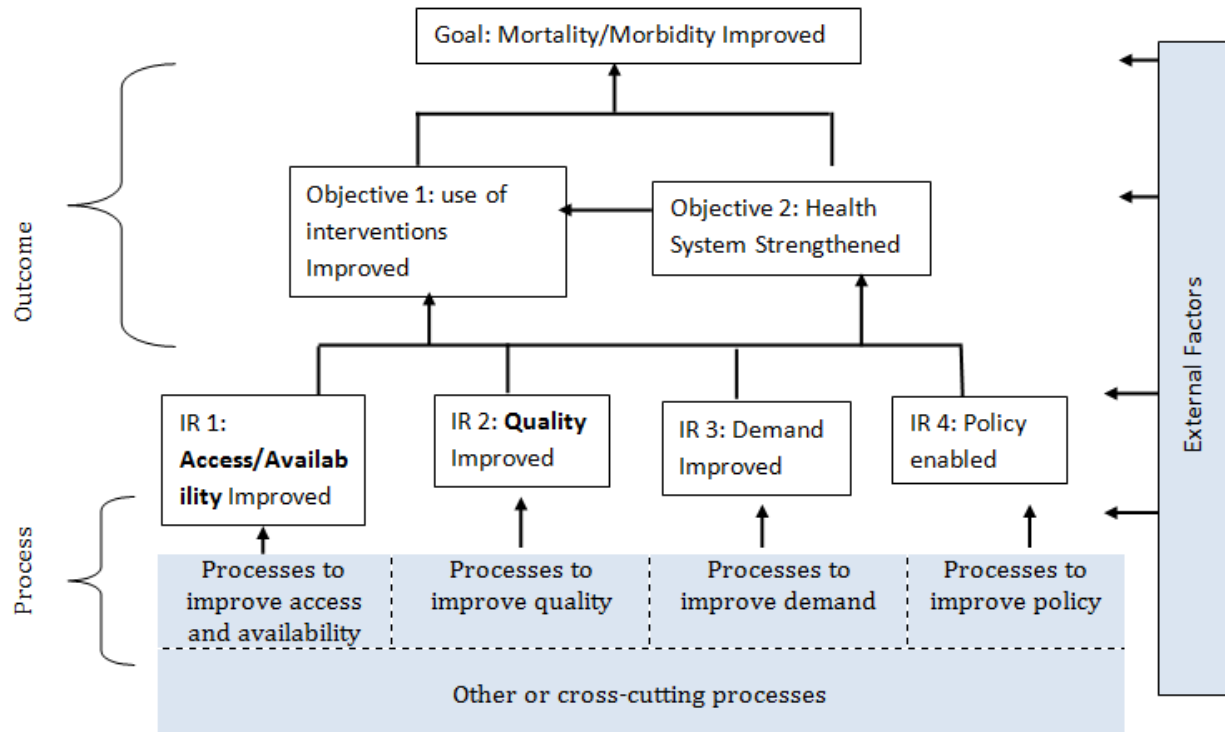 Goal: Mortality/Morbidity Improved
Objective 1: use of
interventions
Improved
Objective 2: Health
System Strengthened
Outcome
IR 1:
Access/Availab
ility Improved
IR 2: Quality
Improved
IR 3: Demand
Improved
IR 4: Policy
enabled
Process
Processes to
improve access
and availability
Processes to
improve quality
Processes to
improve demand
Processes to
improve policy
Other or cross-cutting processes
External Factors